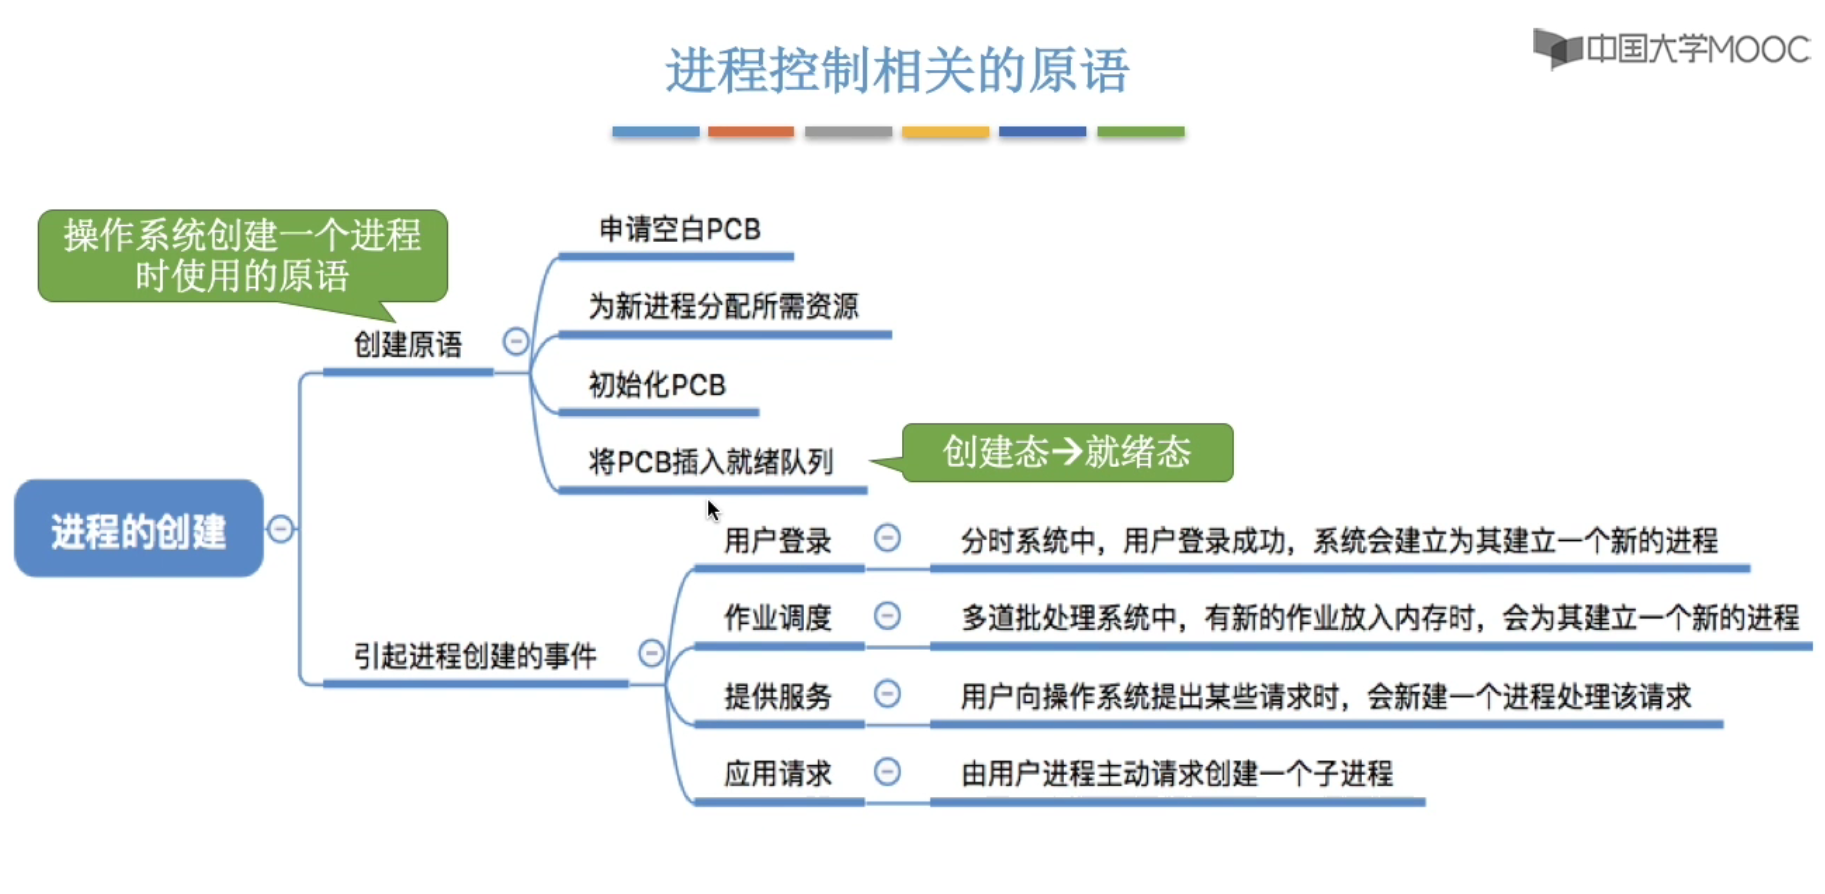 进程控制相关的原语
中国大学MOOC
操作系统创建一个进程
时使用的原语
申请空白PCB
为新进程分配所需资源
创建原语
初始化PCB
将PCB插入就绪队列
创建态→就绪态
进程的创建
用户登录
分时系统中，用户登录成功，系统会建立为其建立一个新的进程
作业调度
多道批处理系统中，有新的作业放入内存时，会为其建立一个新的进程
引起进程创建的事件
提供服务
用户向操作系统提出某些请求时，会新建一个进程处理该请求
应用请求
由用户进程主动请求创建一个子进程